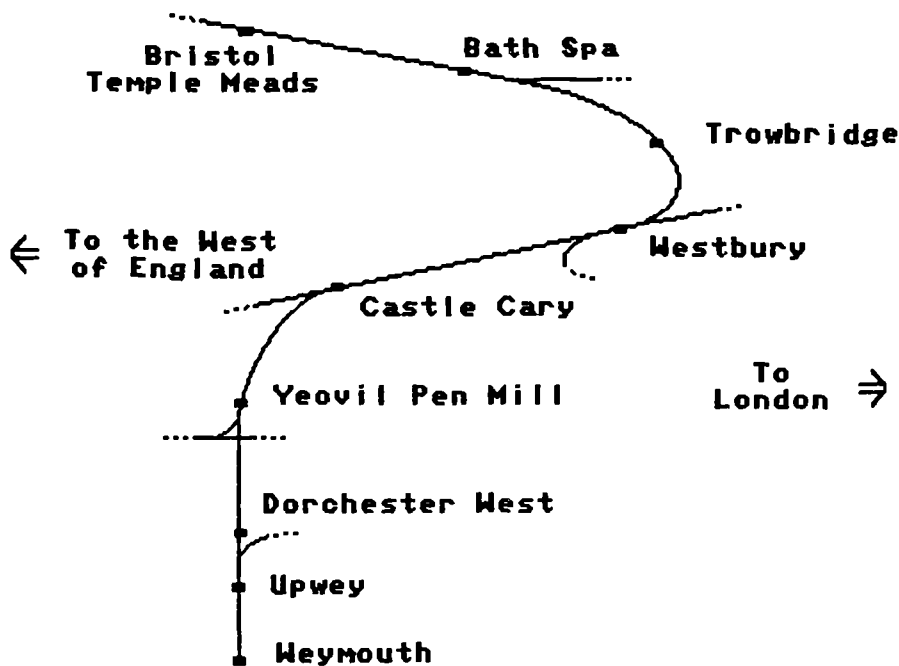 Bath Spa
Bristol
Temple Meads
Trowbridge
To the West
of England
Westbury
Castle Cary
To
London
Yeovil Pen Mill
Dorchester West
Upwey
Weymouth